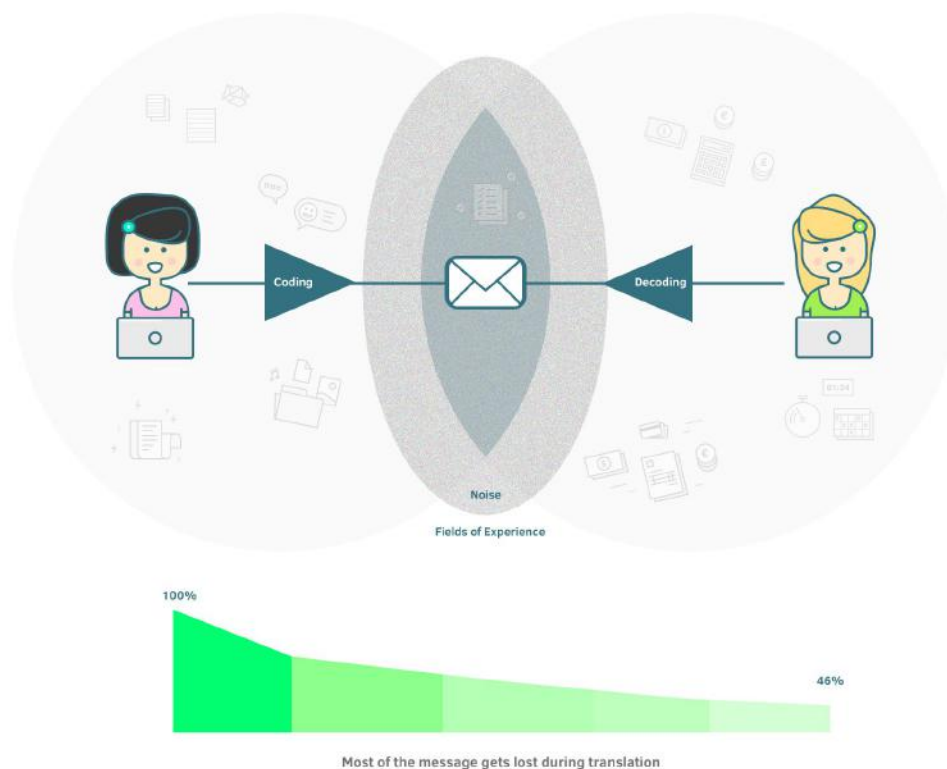 Coding
Decoding
Noise
Fields of Experience
100%
46%
Most of the message gets lost during translation